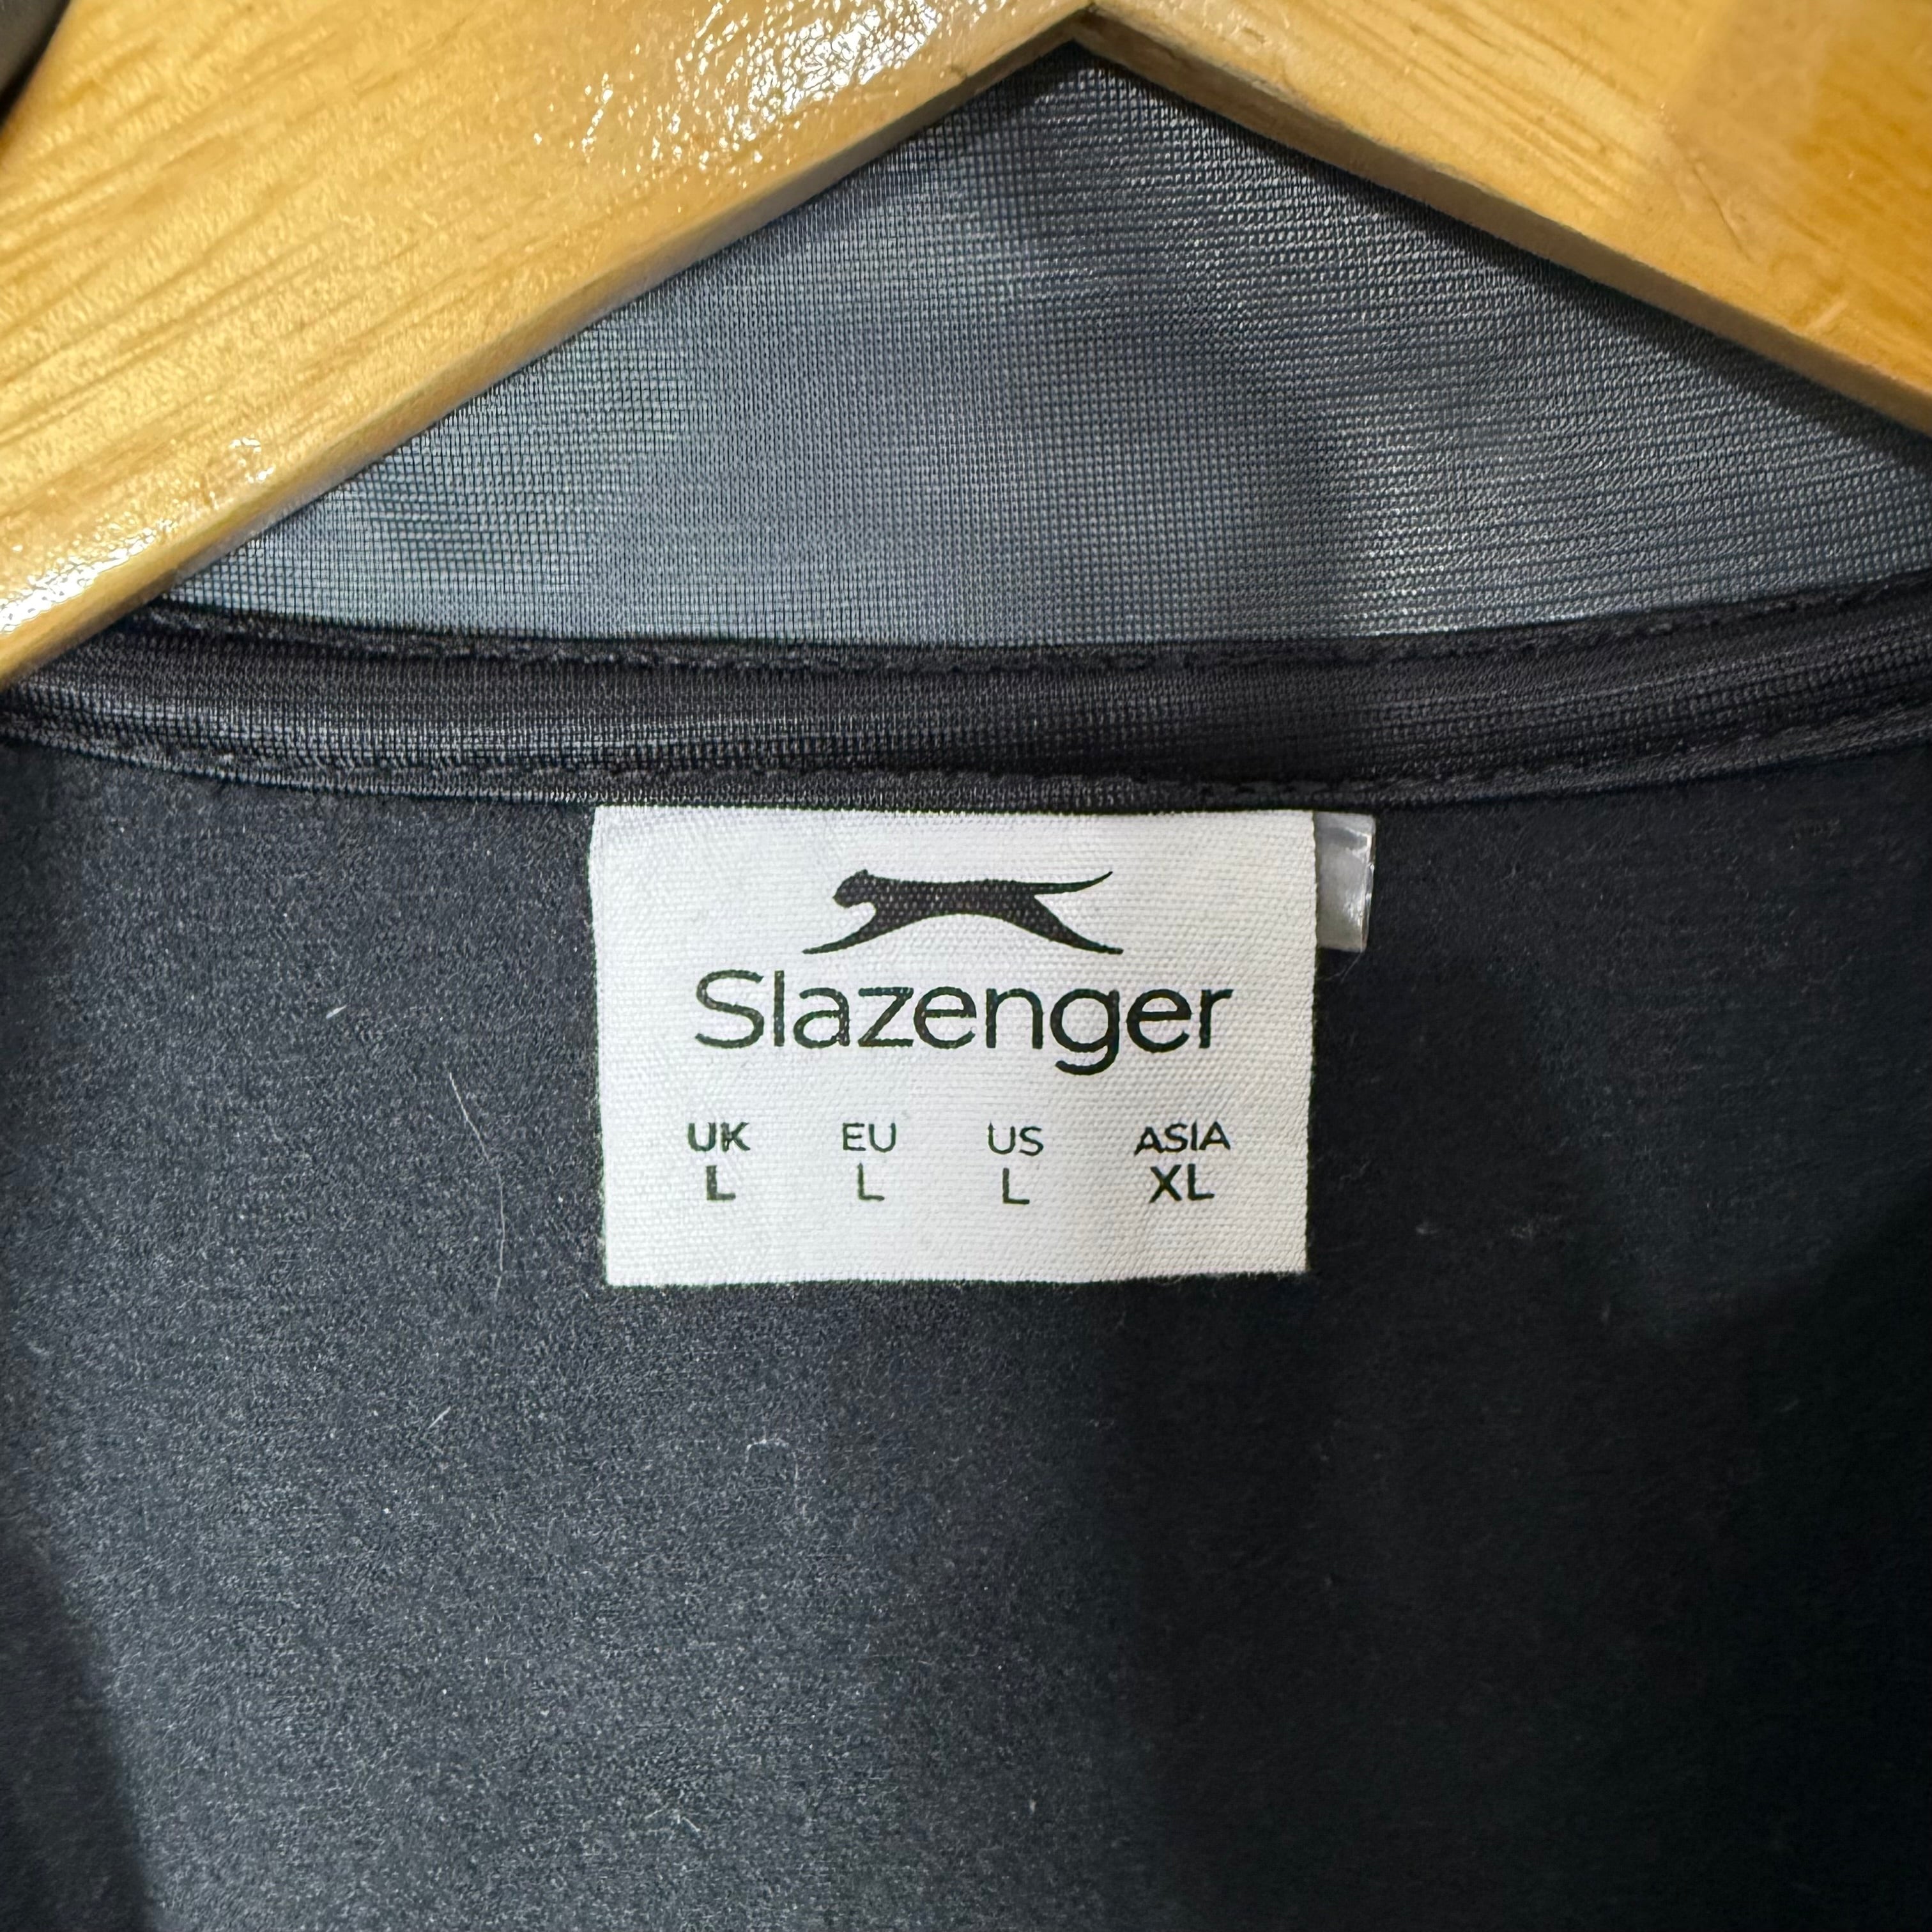 Slazenger
UK EU US ASIA
L L L XL